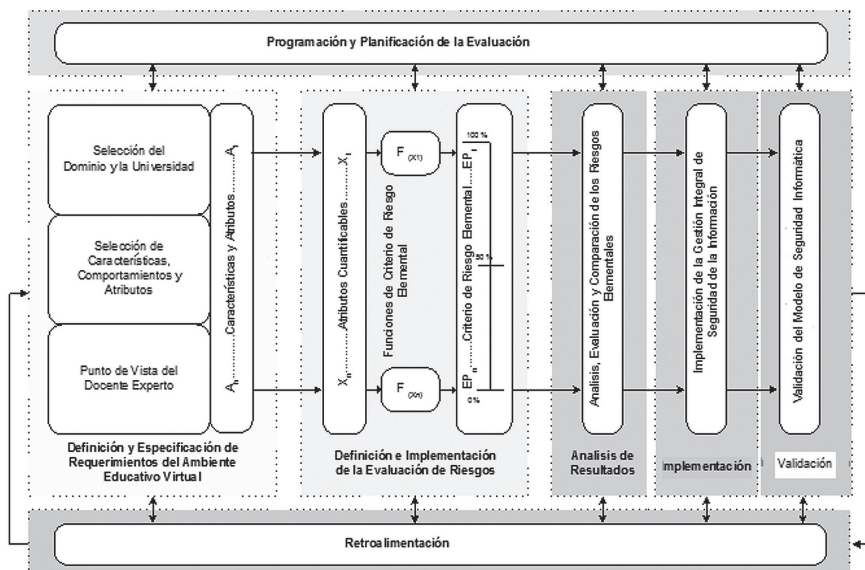 Programación y Planificación de la Evaluación
Selección del
Dominio y la Universidad
Selección de
Características,
Comportamientos y
Atributos
Punto de Vista del
Docente Experto
An.........Características y Atributos.........A1
Definición y Especificación de
Requerimientos del Ambiente
Educativo Virtual
Xn.........Atributos Cuantificables.........X1
F (X1)
Funciones de Criterio de Riesgo
Elemental
F (Xn)
EPn......Criterio de Riesgo Elemental.....EP1
100 %
50 %
0 %
Definición e Implementación
de la Evaluación de Riesgos
Analisis, Evaluación y Comparación de los Riesgos
Elementales
Analisis de
Resultados
Implementación de la Gestión Integral de
Seguridad de la Información
Implementación
Validación del Modelo de Seguridad Informática
Validación
Retroalimentación